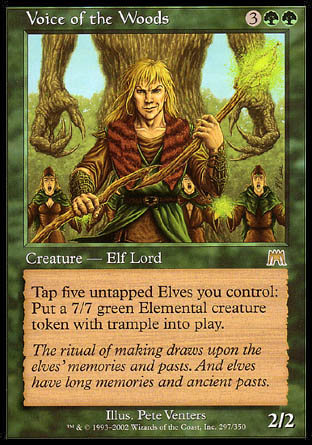 Voice of the Woods 3
Creature — Elf Lord
Tap five untapped Elves you control:
Put a 7/7 green Elemental creature
token with trample into play.
The ritual of making draws upon the
elves' memories and pasts. And elves
have long memories and ancient pasts.
2/2
Illus. Pete Venters
™ & © 1993–2002 Wizards of the Coast, Inc. 297/350